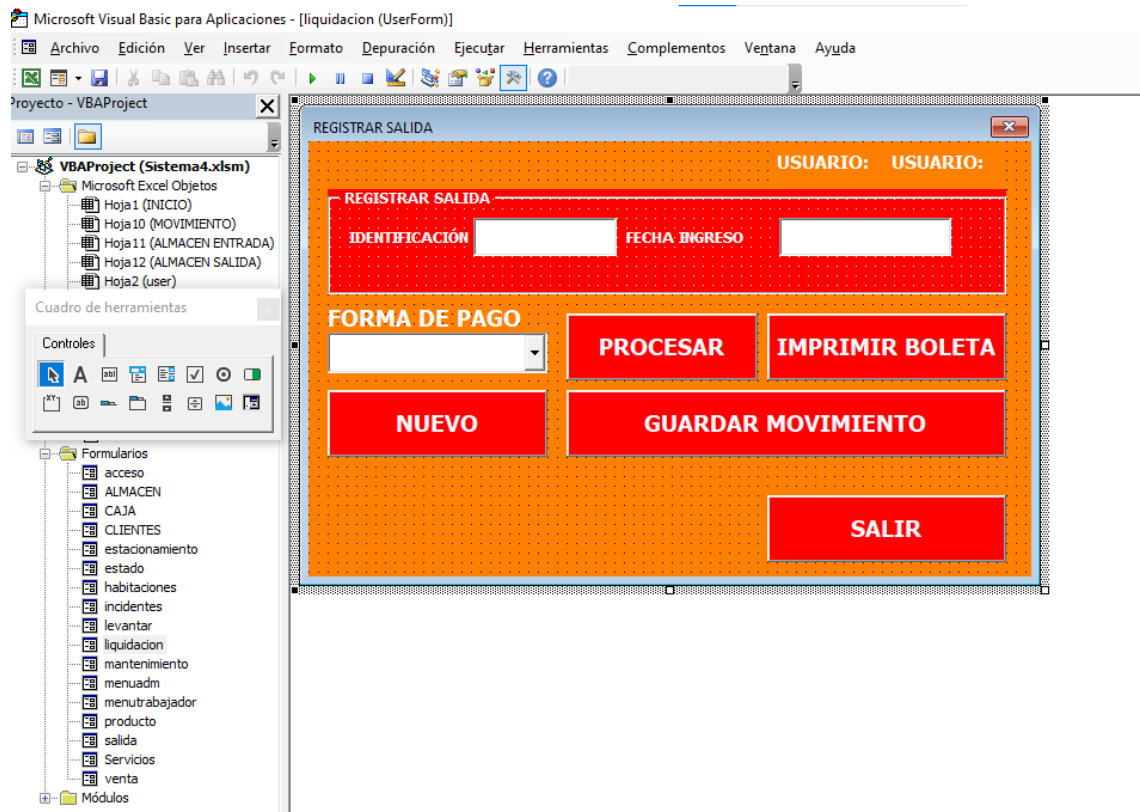 Microsoft Visual Basic para Aplicaciones - [liquidacion (UserForm)]
Archivo Edición Ver Insertar Formato Depuración Ejecutar Herramientas Complementos Ventana Ayuda
Proyecto - VBAProject
VBAProject (Sistema4.xlsm)
Microsoft Excel Objetos
Hoja1 (INICIO)
Hoja10 (MOVIMIENTO)
Hoja11 (ALMACEN ENTRADA)
Hoja12 (ALMACEN SALIDA)
Hoja2 (user)
Cuadro de herramientas
Controles
Formularios
acceso
ALMACEN
CAJA
CLIENTES
estacionamiento
estado
habitaciones
incidentes
levantar
liquidacion
mantenimiento
menuadm
menutrabajador
producto
salida
Servicios
venta
Módulos
REGISTRAR SALIDA
USUARIO: USUARIO:
REGISTRAR SALIDA
IDENTIFICACIÓN FECHA INGRESO
FORMA DE PAGO
PROCESAR IMPRIMIR BOLETA
NUEVO GUARDAR MOVIMIENTO
SALIR